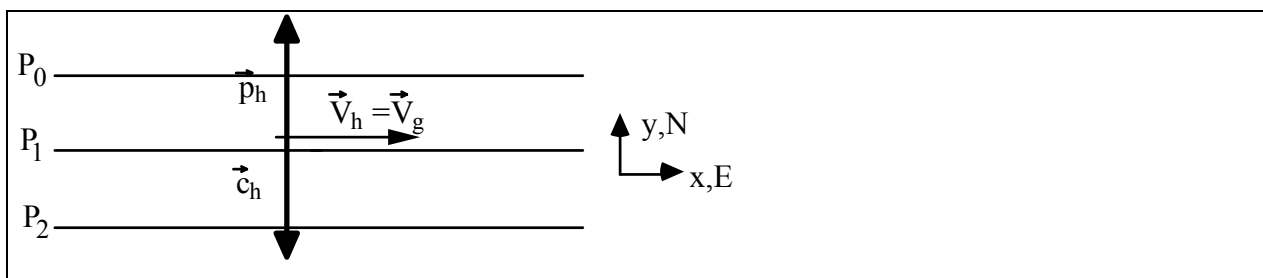 P₀
p⃗ₕ
V⃗ₕ = V⃗g
y,N
P₁
c⃗ₕ
x,E
P₂